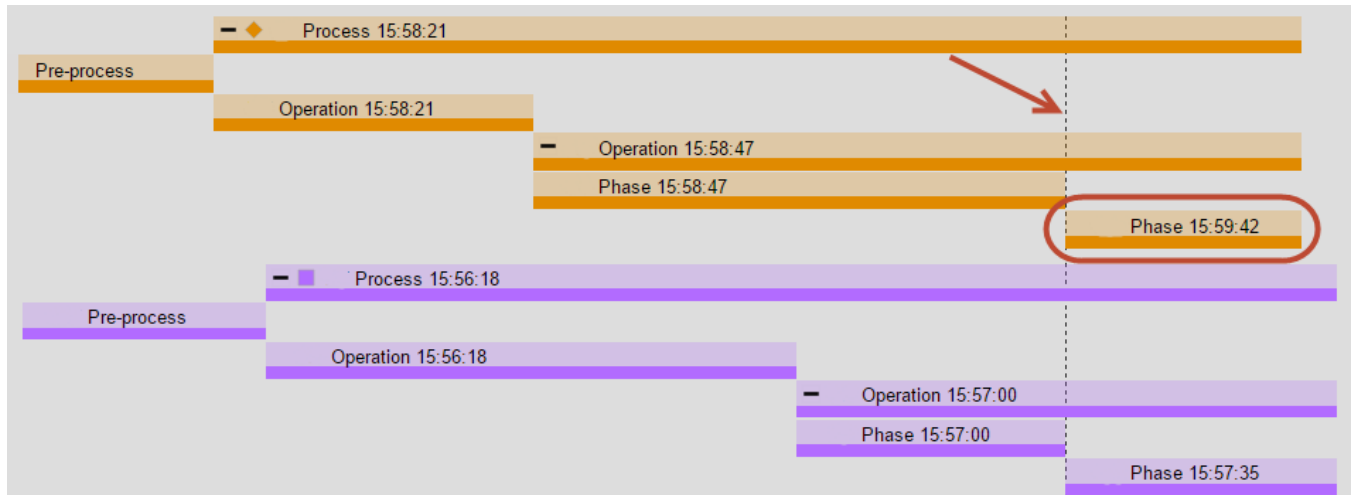 Process 15:58:21
Pre-process
Operation 15:58:21
Operation 15:58:47
Phase 15:58:47
Phase 15:59:42
Process 15:56:18
Pre-process
Operation 15:56:18
Operation 15:57:00
Phase 15:57:00
Phase 15:57:35